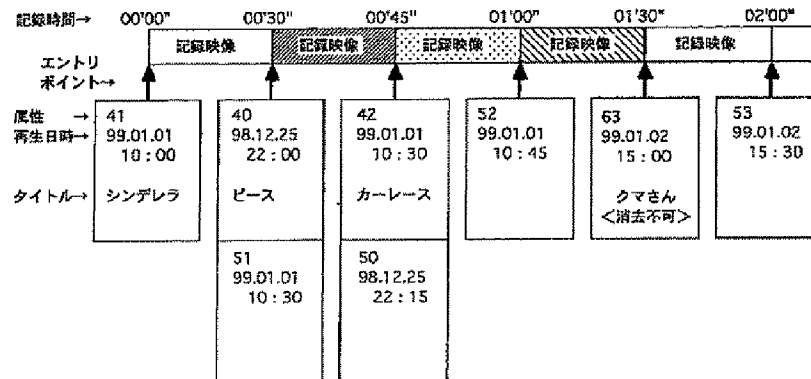 記録時間→ 00'00" 00'30" 00'45" 01'00" 01'30" 02'00"
記録映像 記録映像 記録映像 記録映像 記録映像
エントリ
ポイント→
属性 → 41 40 42 52 63 53
再生日時→ 99.01.01 98.12.25 99.01.01 99.01.01 99.01.02 99.01.02
10:00 22:00 10:30 10:45 15:00 15:30
タイトル→ シンデレラ ピース カーレース クマさん
<消去不可>
51 50
99.01.01 98.12.25
10:30 22:15